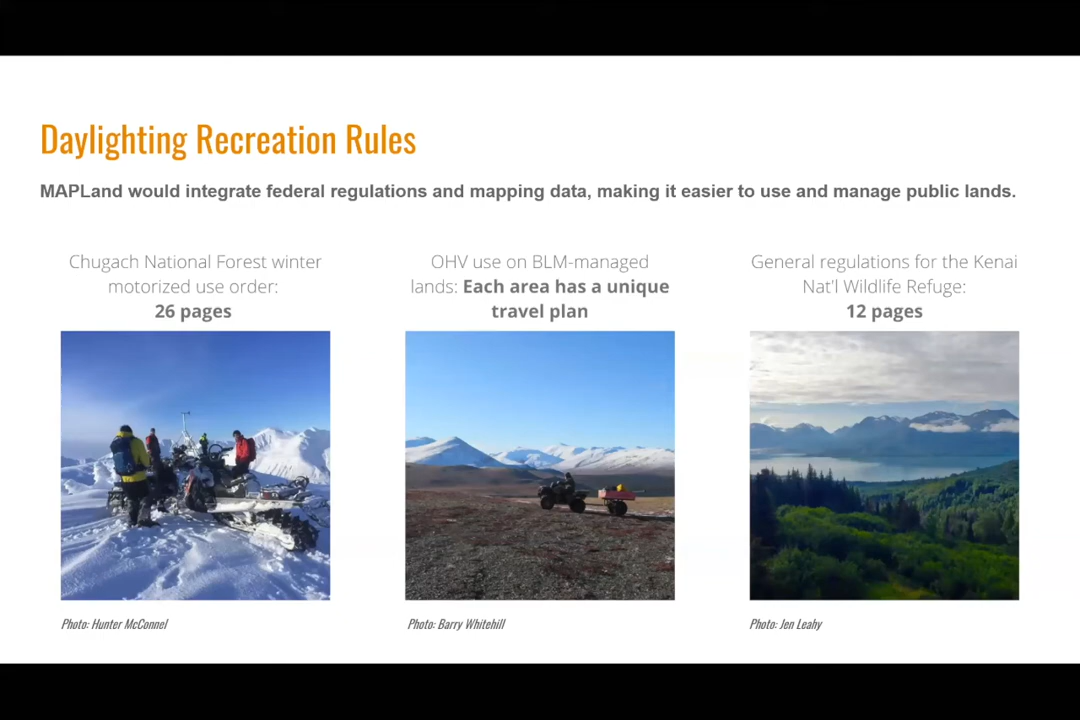 Daylighting Recreation Rules
MAPLand would integrate federal regulations and mapping data, making it easier to use and manage public lands.
Chugach National Forest winter
motorized use order:
26 pages
OHV use on BLM-managed
lands: Each area has a unique
travel plan
General regulations for the Kenai
Nat'l Wildlife Refuge:
12 pages
Photo: Hunter McConnel
Photo: Barry Whitehill
Photo: Jen Leahy